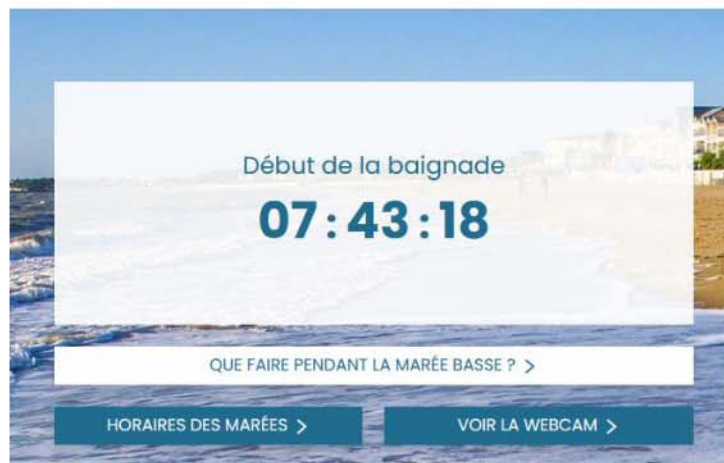 Début de la baignade
07 : 43 : 18
QUE FAIRE PENDANT LA MARÉE BASSE ? >
HORAIRES DES MARÉES >
VOIR LA WEBCAM >